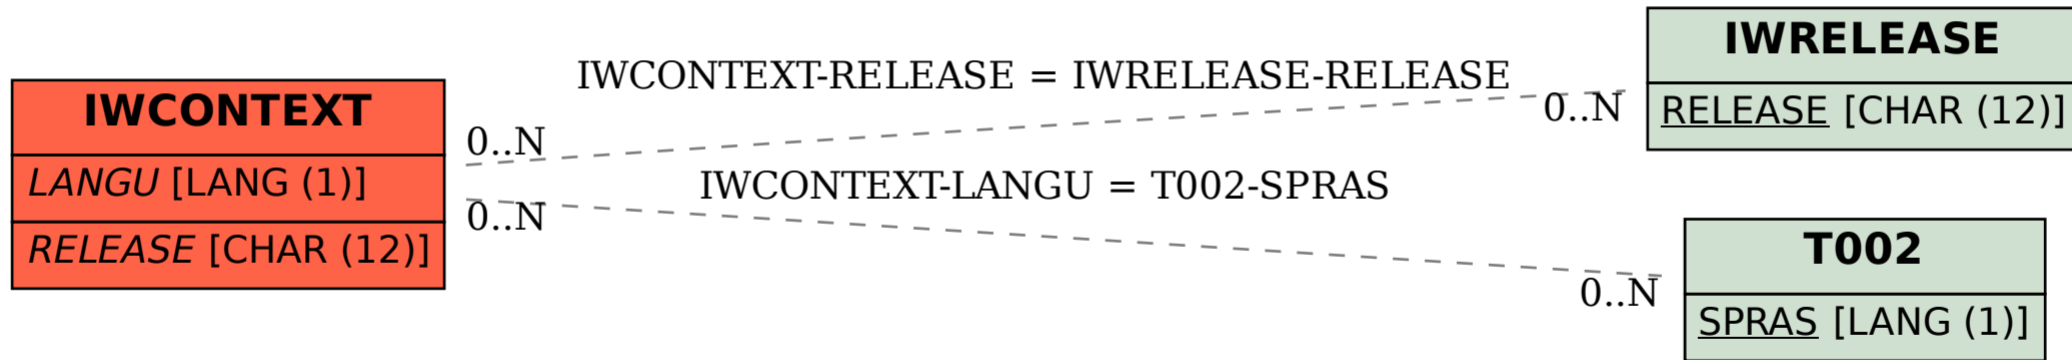 IWCONTEXT
LANGU [LANG (1)]
RELEASE [CHAR (12)]
IWCONTEXT-RELEASE = IWRELEASE-RELEASE
0..N
0..N
IWCONTEXT-LANGU = T002-SPRAS
0..N
0..N
IWRELEASE
RELEASE [CHAR (12)]
T002
SPRAS [LANG (1)]